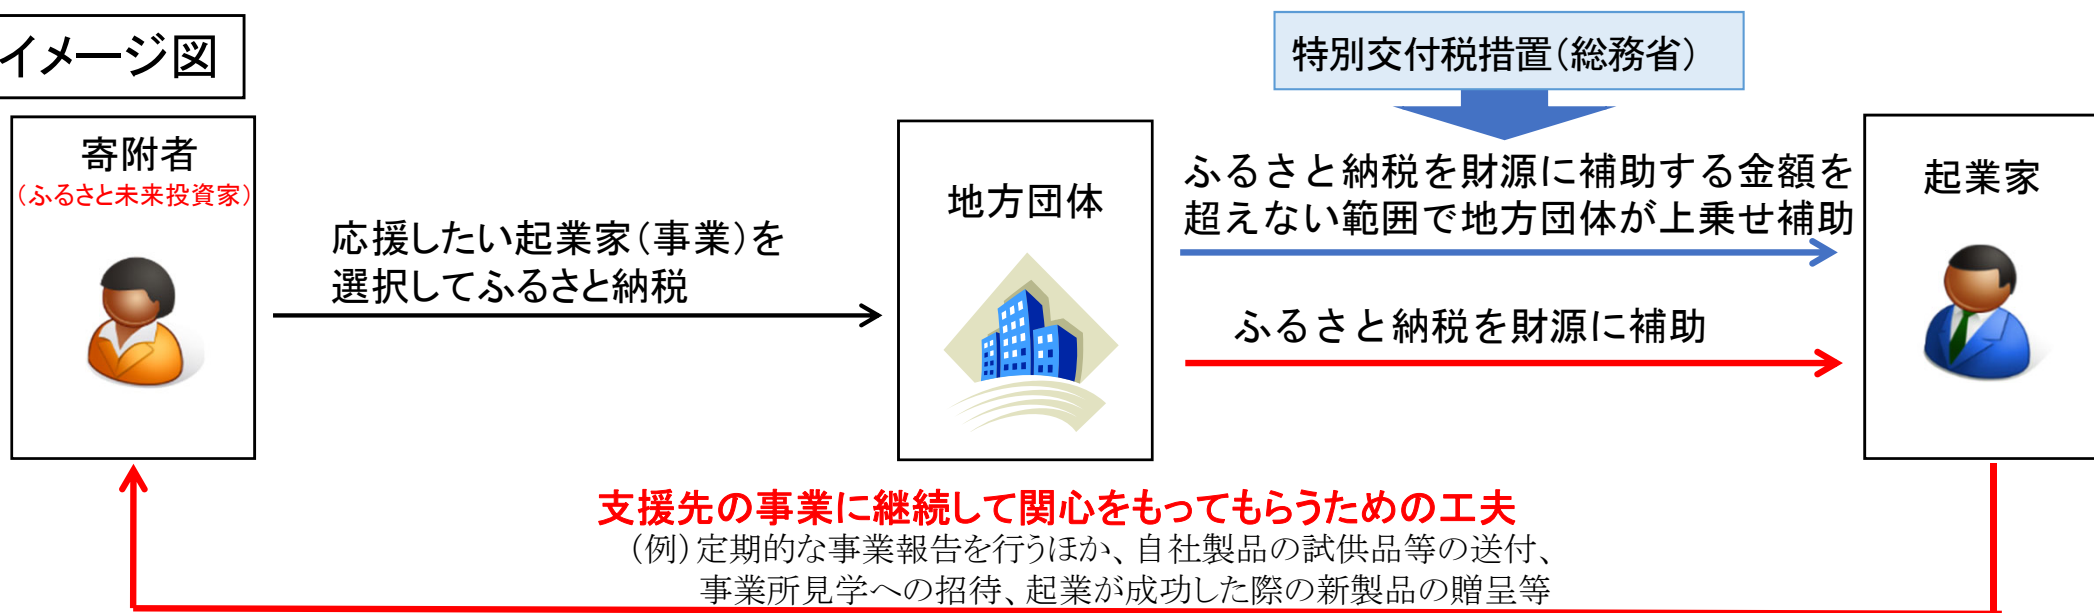 イメージ図
特別交付税措置（総務省）
寄附者
（ふるさと未来投資家）
応援したい起業家（事業）を
選択してふるさと納税
地方団体
ふるさと納税を財源に補助する金額を
超えない範囲で地方団体が上乗せ補助
ふるさと納税を財源に補助
起業家
支援先の事業に継続して関心をもってもらうための工夫
（例）定期的な事業報告を行うほか、自社製品の試供品等の送付、
事業所見学への招待、起業が成功した際の新製品の贈呈等